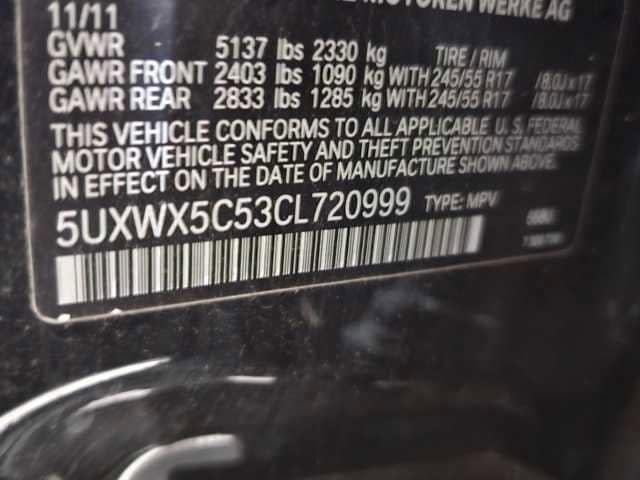 MOTOREN WERKE AG
11/11
GVWR 5137 lbs 2330 kg TIRE / RIM
GAWR FRONT 2403 lbs 1090 kg WITH 245/55 R17 / 8.0J x 17
GAWR REAR 2833 lbs 1285 kg WITH 245/55 R17 / 8.0J x 17
THIS VEHICLE CONFORMS TO ALL APPLICABLE U.S. FEDERAL
MOTOR VEHICLE SAFETY AND THEFT PREVENTION STANDARDS
IN EFFECT ON THE DATE OF MANUFACTURE SHOWN ABOVE.
5UXWX5C53CL720999 TYPE: MPV